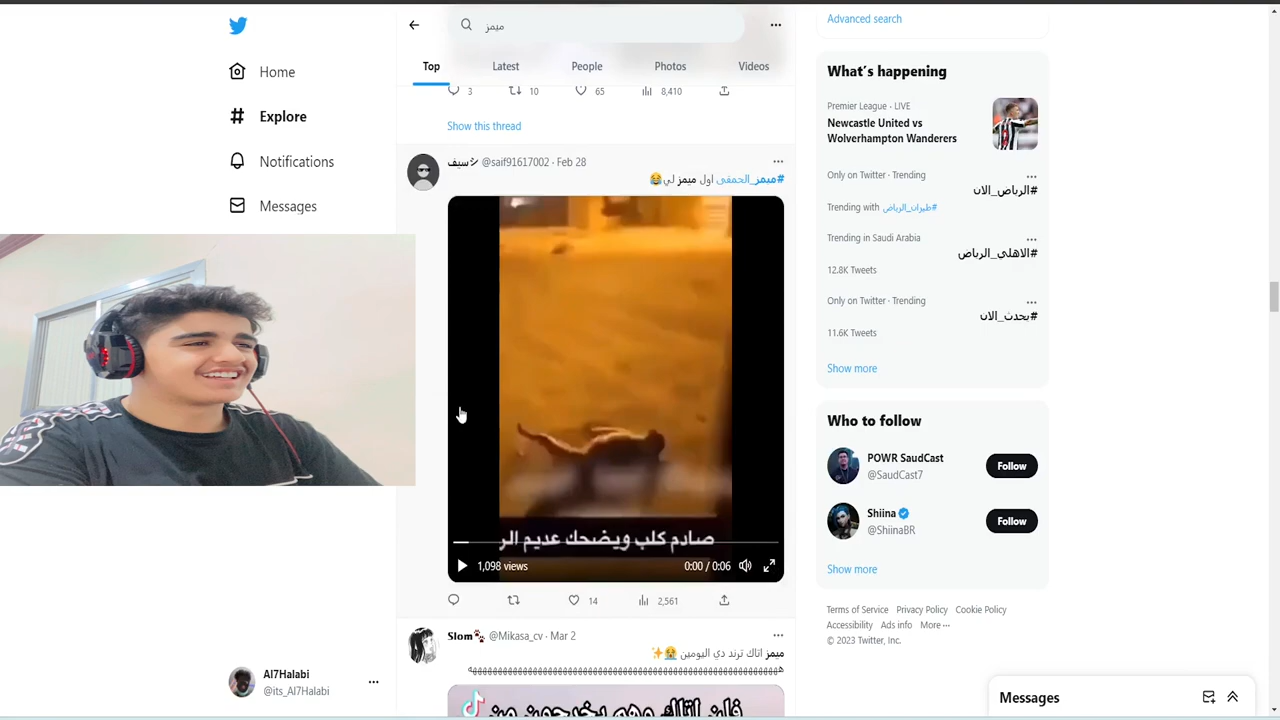 ميمز
Top
Latest
People
Photos
Videos
3
10
65
8,410
Show this thread
سيفシ @saif91617002 · Feb 28
#ميمز_الحمقى اول ميمز لي😂
صادم كلب ويضحك عديم الر
1,098 views
0:00 / 0:06
14
2,561
Slom🐾 @Mikasa_cv · Mar 2
ميمز اتاك ترند دي اليومين 😭✨
Home
Explore
Notifications
Messages
Al7Halabi
@its_Al7Halabi
Advanced search
What's happening
Premier League · LIVE
Newcastle United vs
Wolverhampton Wanderers
Only on Twitter · Trending
#الرياض_الان
Trending with #طيران_الرياض
Trending in Saudi Arabia
#الاهلي_الرياض
12.8K Tweets
Only on Twitter · Trending
#يحدث_الان
11.6K Tweets
Show more
Who to follow
POWR SaudCast
@SaudCast7
Follow
Shiina
@ShiinaBR
Follow
Show more
Terms of Service Privacy Policy Cookie Policy
Accessibility Ads info More ···
© 2023 Twitter, Inc.
Messages